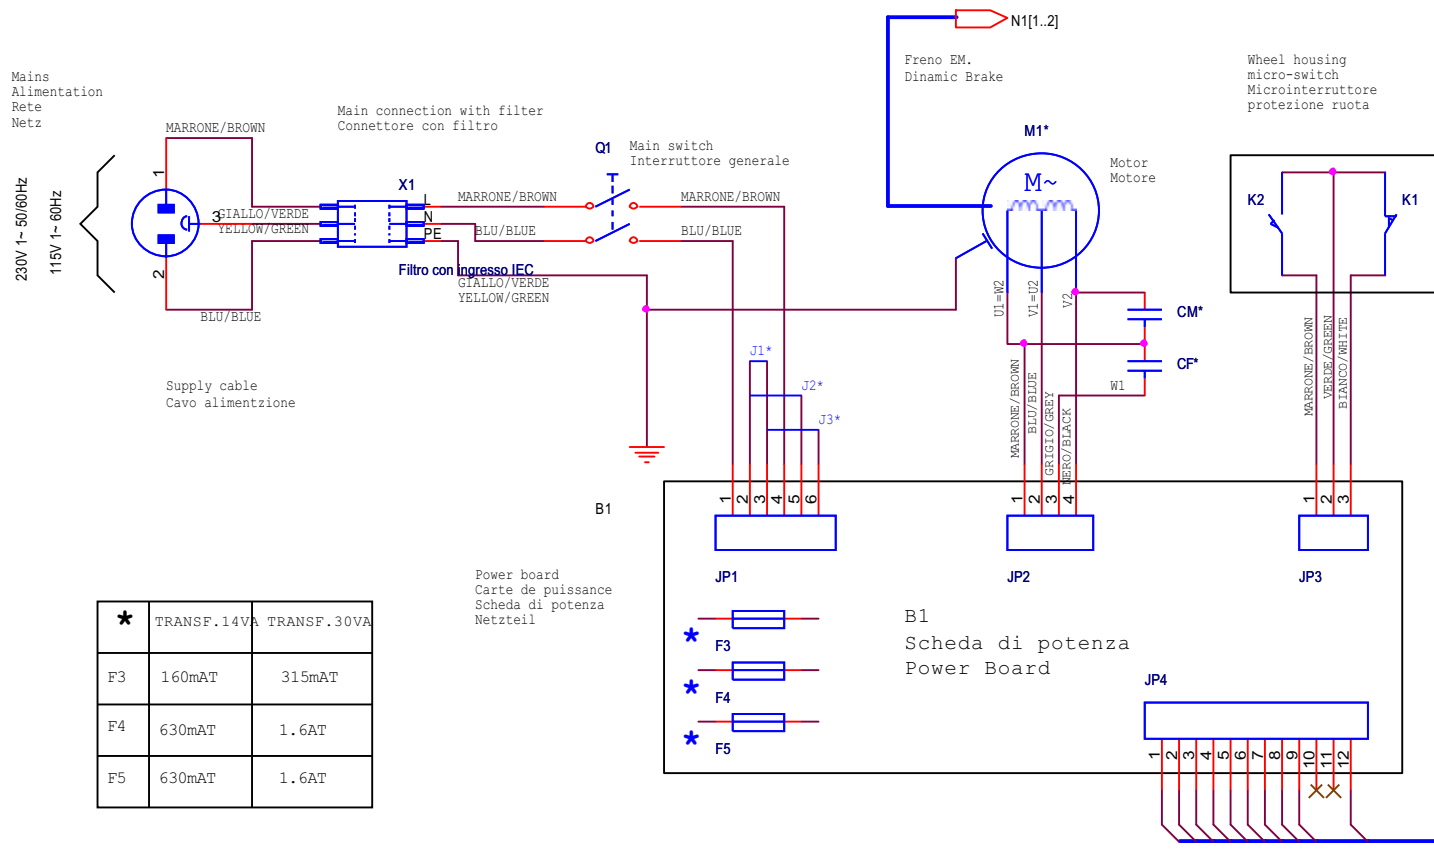 N1[1..2]
Freno EM.
Dinamic Brake
Wheel housing
micro-switch
Microinterruttore
protezione ruota
Mains
Alimentation
Rete
Netz
Main connection with filter
Connettore con filtro
MARRONE/BROWN
Q1
Main switch
Interruttore generale
M1*
Motor
Motore
M~
230V 1~ 50/60Hz
115V 1~ 60Hz
1
2
3
GIALLO/VERDE
YELLOW/GREEN
BLU/BLUE
X1
L
N
PE
MARRONE/BROWN
BLU/BLUE
MARRONE/BROWN
BLU/BLUE
Filtro con ingresso IEC
GIALLO/VERDE
YELLOW/GREEN
K2
K1
U1=W2
V1=U2
V2
CM*
CF*
W1
MARRONE/BROWN
BLU/BLUE
GRIGIO/GREY
NERO/BLACK
MARRONE/BROWN
VERDE/GREEN
BIANCO/WHITE
Supply cable
Cavo alimentzione
J1*
J2*
J3*
B1
1
2
3
4
5
6
JP1
1
2
3
4
JP2
1
2
3
JP3
Power board
Carte de puissance
Scheda di potenza
Netzteil
B1
Scheda di potenza
Power Board
* F3
* F4
* F5
JP4
1
2
3
4
5
6
7
8
9
10
11
12
* TRANSF.14VA TRANSF.30VA
F3 160mAT 315mAT
F4 630mAT 1.6AT
F5 630mAT 1.6AT